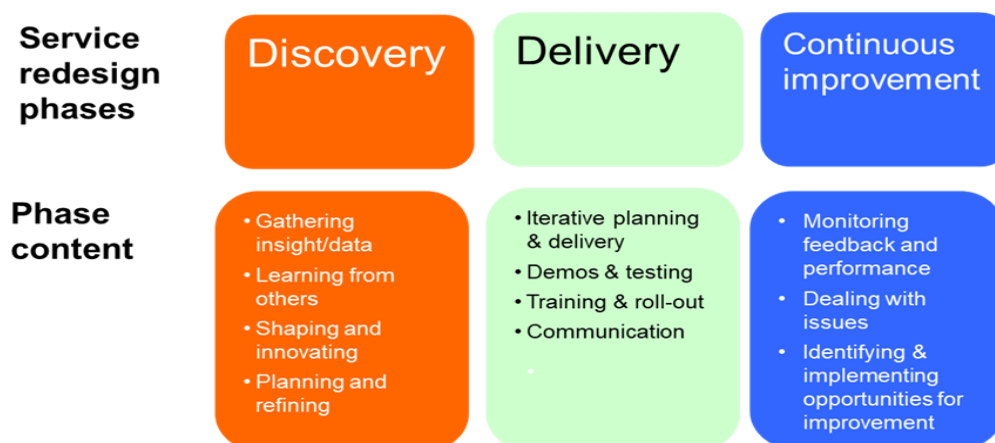 Service
redesign
phases
Discovery
Delivery
Continuous
improvement
Phase
content
• Gathering
insight/data
• Learning from
others
• Shaping and
innovating
• Planning and
refining
• Iterative planning
& delivery
• Demos & testing
• Training & roll-out
• Communication
•
• Monitoring
feedback and
performance
• Dealing with
issues
• Identifying &
implementing
opportunities for
improvement